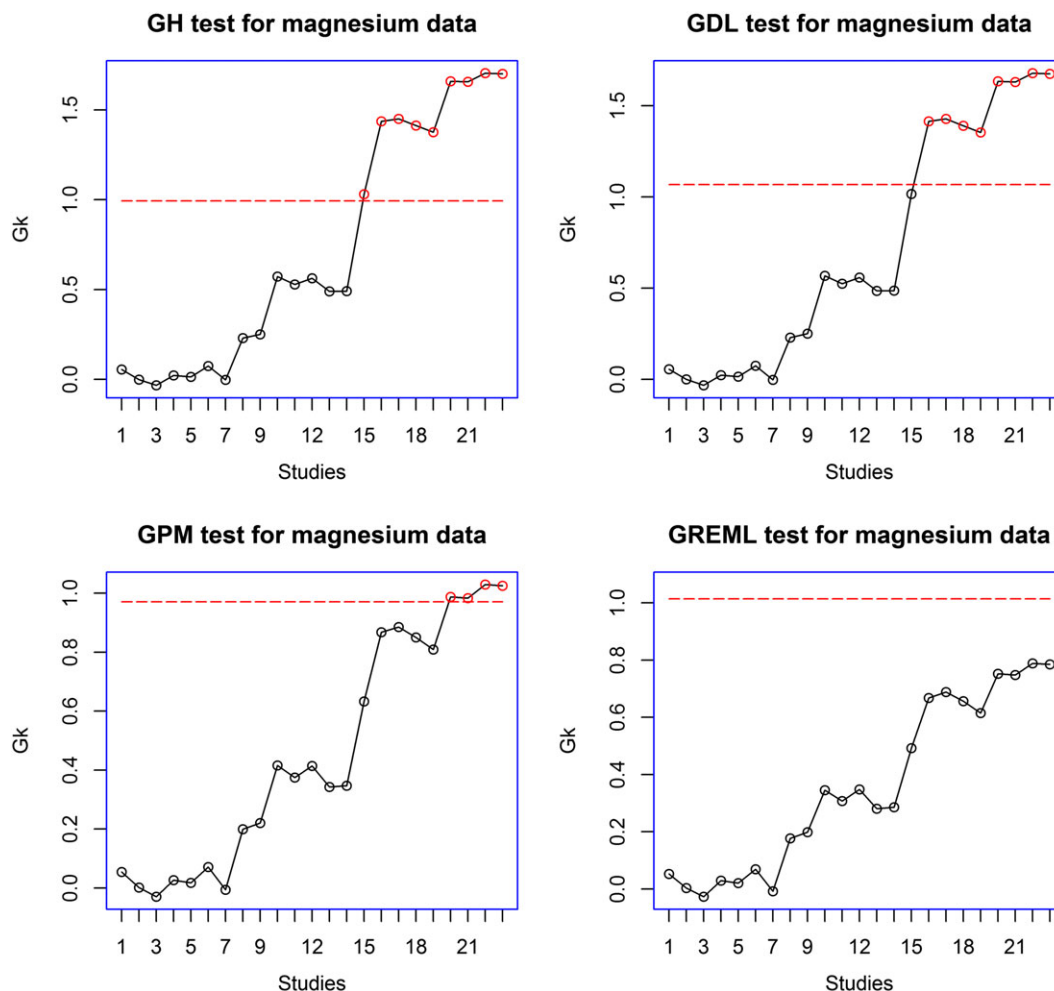 GH test for magnesium data
Gk
0.0 0.5 1.0 1.5
1 3 5 7 9 12 15 18 21
Studies
GDL test for magnesium data
Gk
0.0 0.5 1.0 1.5
1 3 5 7 9 12 15 18 21
Studies
GPM test for magnesium data
Gk
0.0 0.2 0.4 0.6 0.8 1.0
1 3 5 7 9 12 15 18 21
Studies
GREML test for magnesium data
Gk
0.0 0.2 0.4 0.6 0.8 1.0
1 3 5 7 9 12 15 18 21
Studies